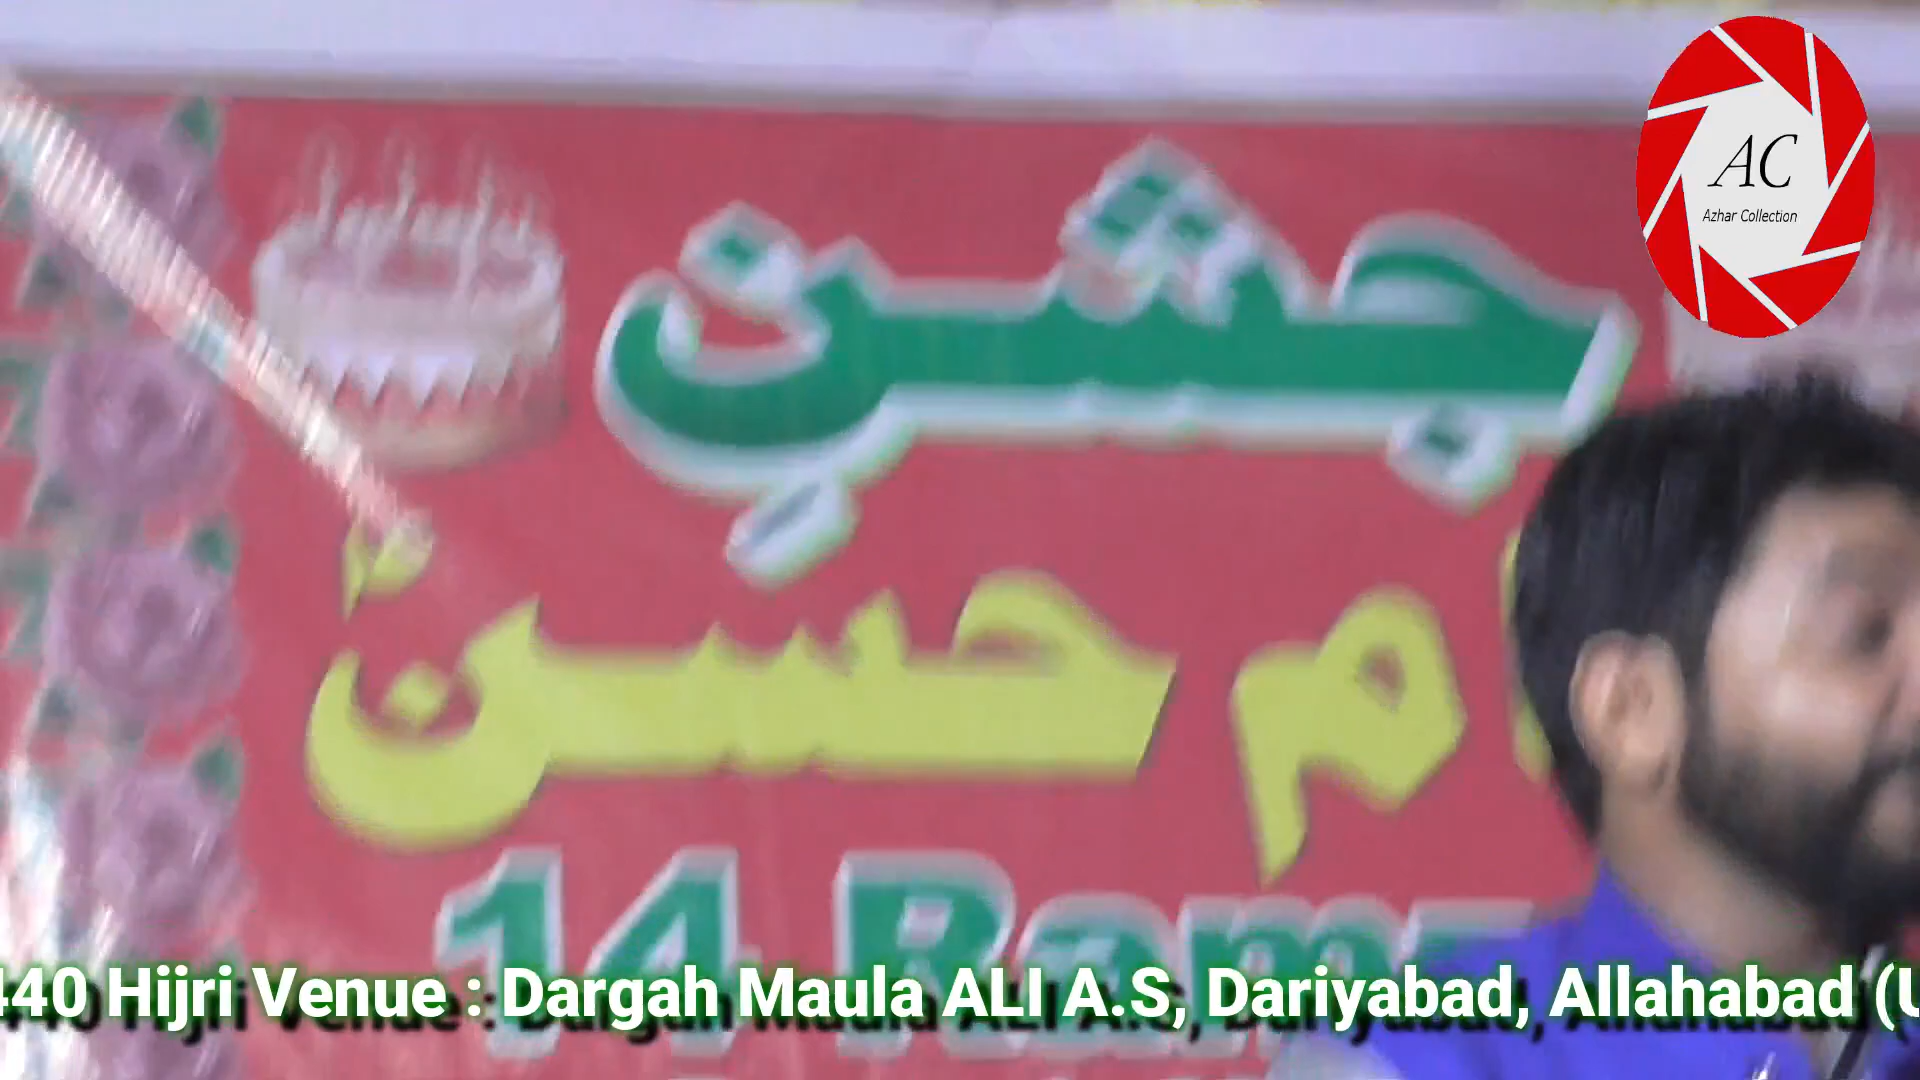 AC
Azhar Collection
جشنِ
م حسنؑ
14 Ram
440 Hijri Venue : Dargah Maula ALI A.S, Dariyabad, Allahabad (U